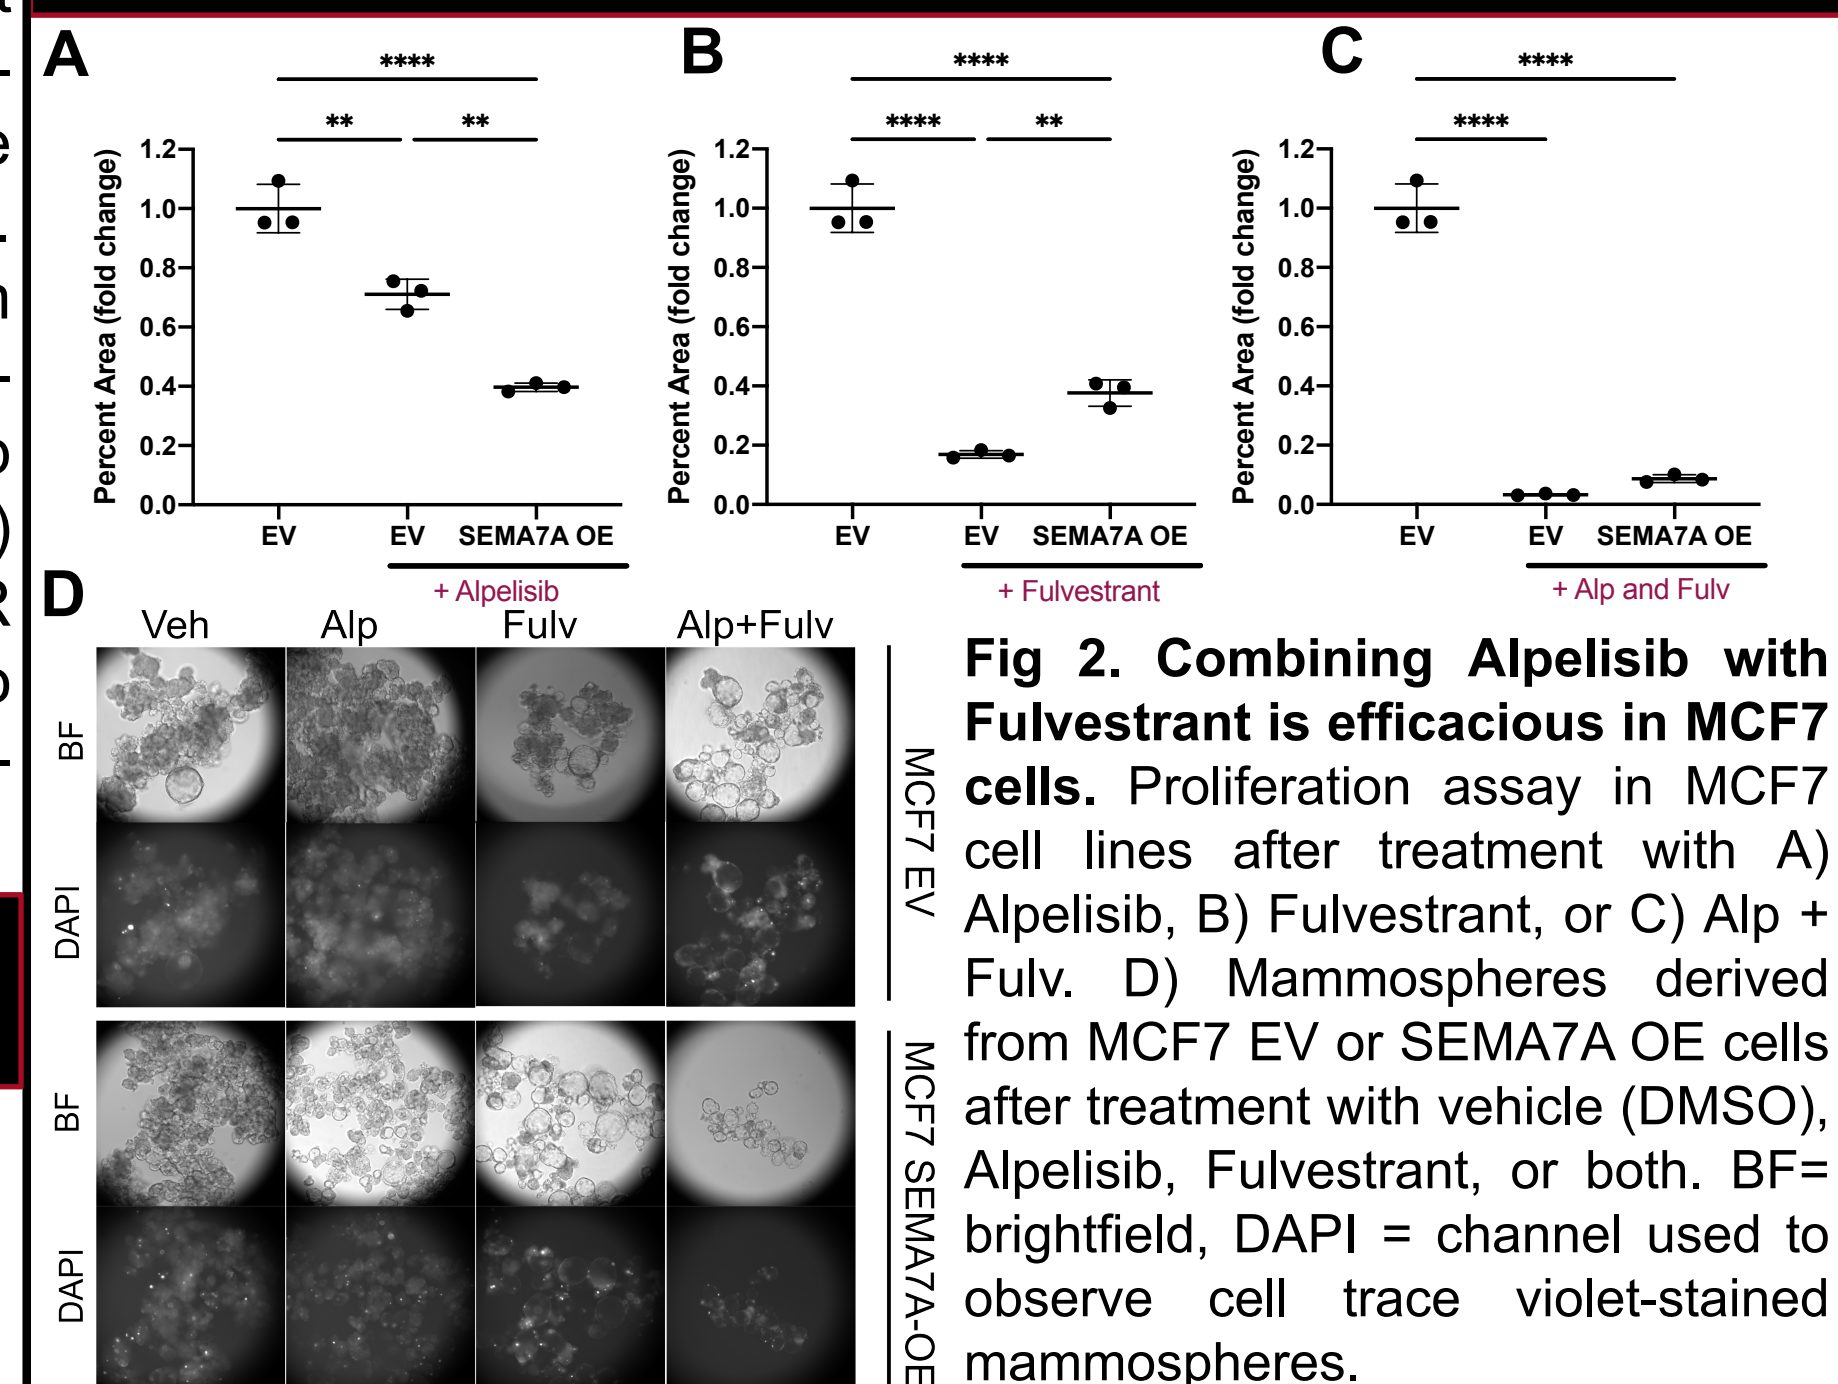 A
****
** **
Percent Area (fold change)
1.2
1.0
0.8
0.6
0.4
0.2
0.0
EV EV SEMA7A OE
+ Alpelisib
B
****
**** **
Percent Area (fold change)
1.2
1.0
0.8
0.6
0.4
0.2
0.0
EV EV SEMA7A OE
+ Fulvestrant
C
****
****
Percent Area (fold change)
1.2
1.0
0.8
0.6
0.4
0.2
0.0
EV EV SEMA7A OE
+ Alp and Fulv
D
Veh Alp Fulv Alp+Fulv
BF
DAPI
MCF7 EV
BF
DAPI
MCF7 SEMA7A-OE
Fig 2. Combining Alpelisib with
Fulvestrant is efficacious in MCF7
cells. Proliferation assay in MCF7
cell lines after treatment with A)
Alpelisib, B) Fulvestrant, or C) Alp +
Fulv. D) Mammospheres derived
from MCF7 EV or SEMA7A OE cells
after treatment with vehicle (DMSO),
Alpelisib, Fulvestrant, or both. BF=
brightfield, DAPI = channel used to
observe cell trace violet-stained
mammospheres.